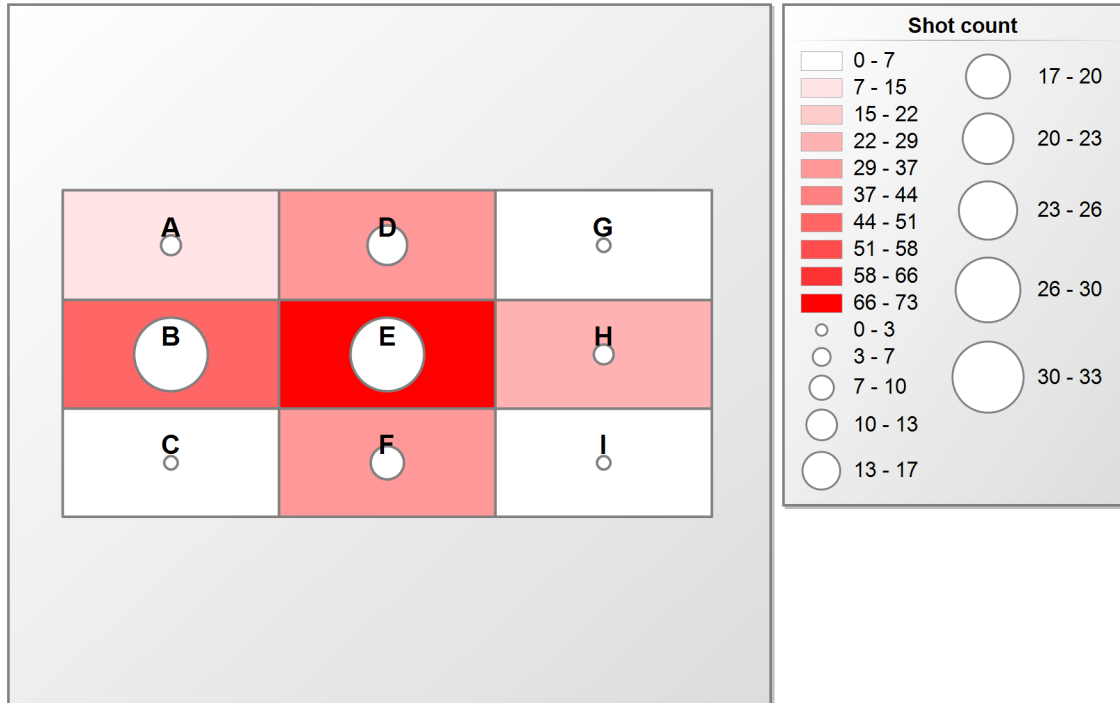 Shot count
0 - 7
7 - 15
15 - 22
22 - 29
29 - 37
37 - 44
44 - 51
51 - 58
58 - 66
66 - 73
0 - 3
3 - 7
7 - 10
10 - 13
13 - 17
17 - 20
20 - 23
23 - 26
26 - 30
30 - 33
A D G
B E H
C F I